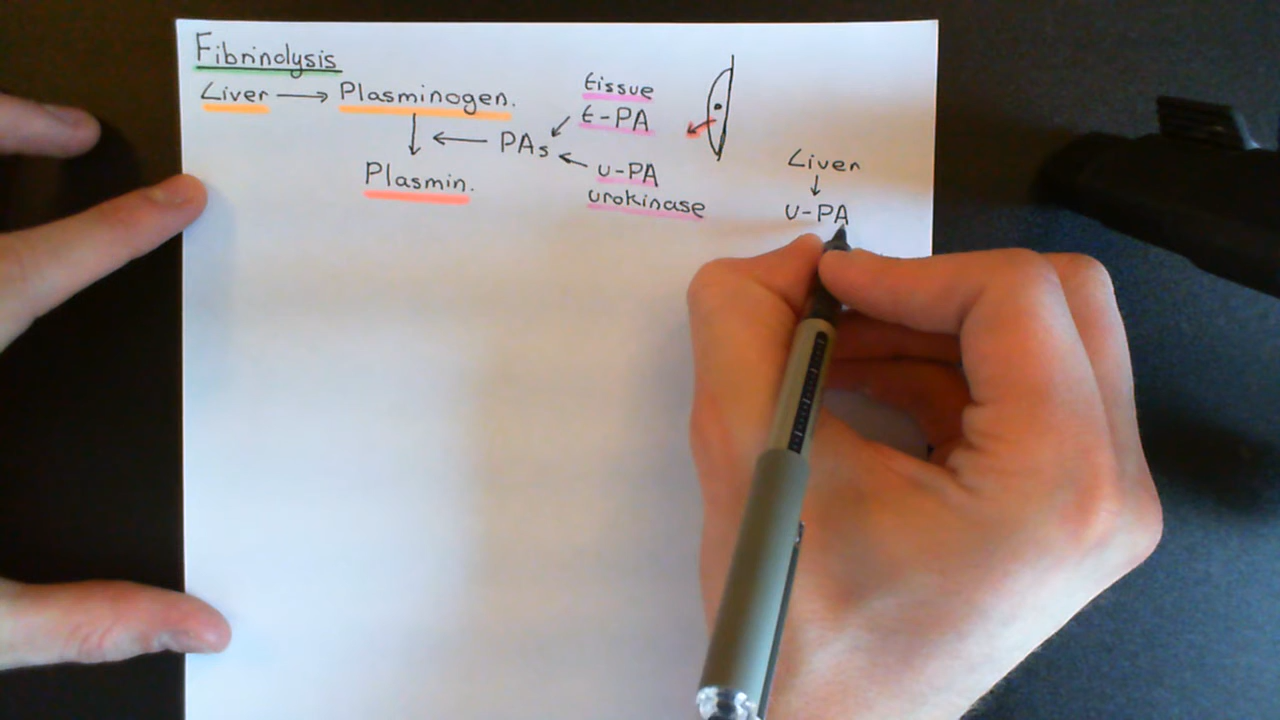 Fibrinolysis
Liver → Plasminogen.
tissue
t-PA
← PAs
Plasmin.
u-PA
urokinase
Liver
↓
U-PA